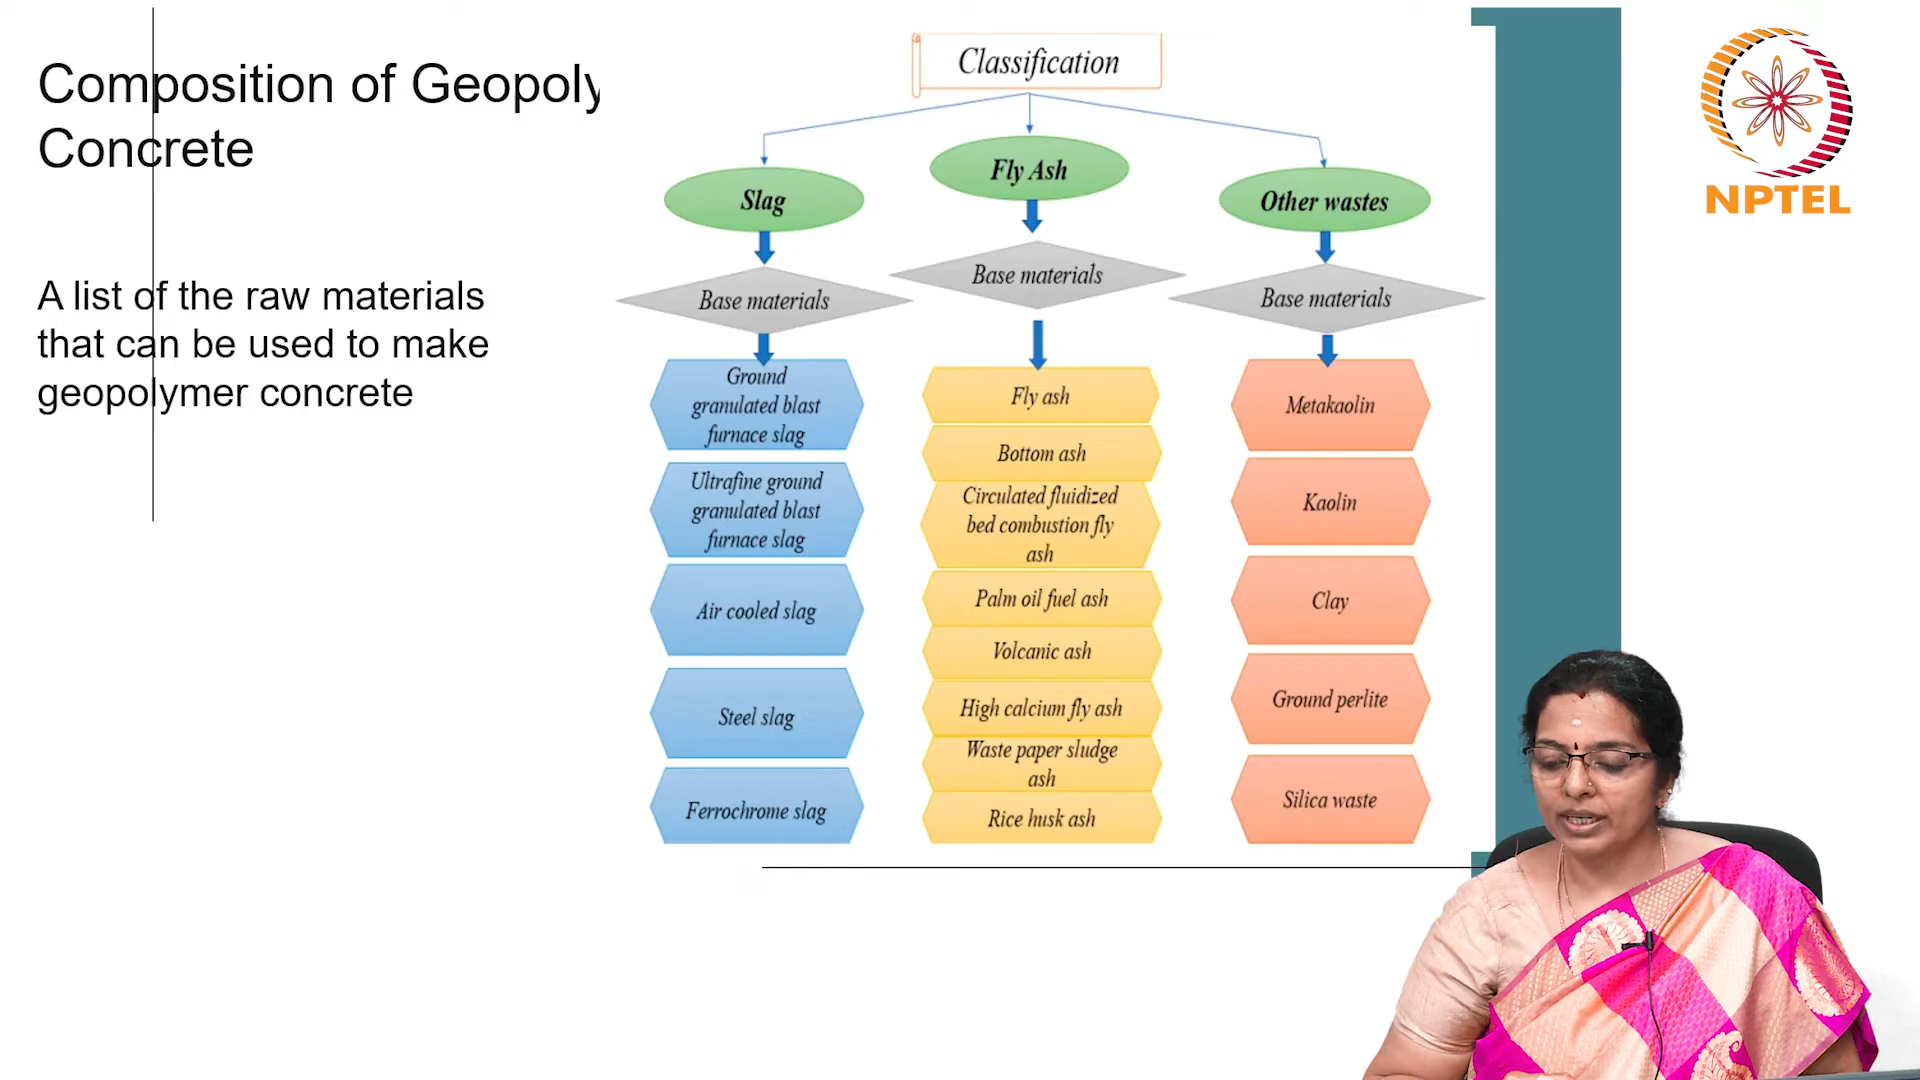 Composition of Geopoly
Concrete
A list of the raw materials
that can be used to make
geopolymer concrete
Classification
Slag
Base materials
Ground
granulated blast
furnace slag
Ultrafine ground
granulated blast
furnace slag
Air cooled slag
Steel slag
Ferrochrome slag
Fly Ash
Base materials
Fly ash
Bottom ash
Circulated fluidized
bed combustion fly
ash
Palm oil fuel ash
Volcanic ash
High calcium fly ash
Waste paper sludge
ash
Rice husk ash
Other wastes
Base materials
Metakaolin
Kaolin
Clay
Ground perlite
Silica waste
NPTEL